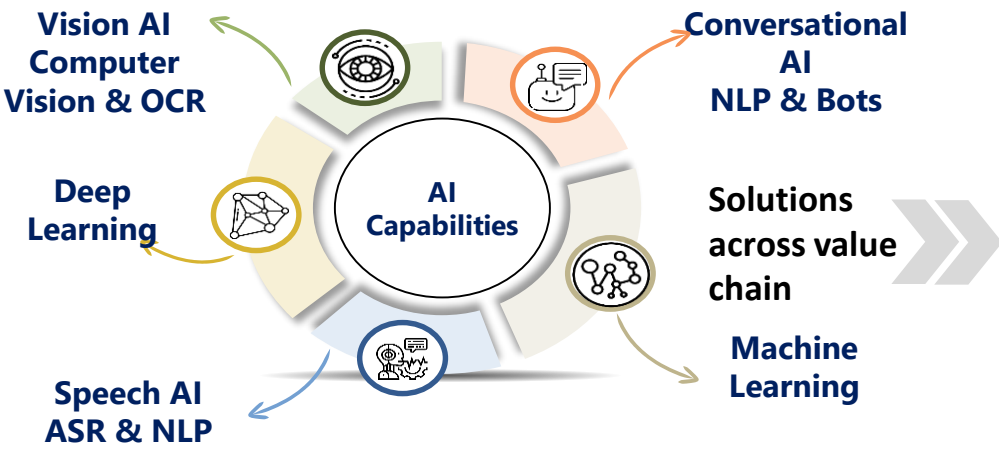 Vision AI
Computer
Vision & OCR
Conversational
AI
NLP & Bots
Deep
Learning
AI
Capabilities
Solutions
across value
chain
Machine
Learning
Speech AI
ASR & NLP